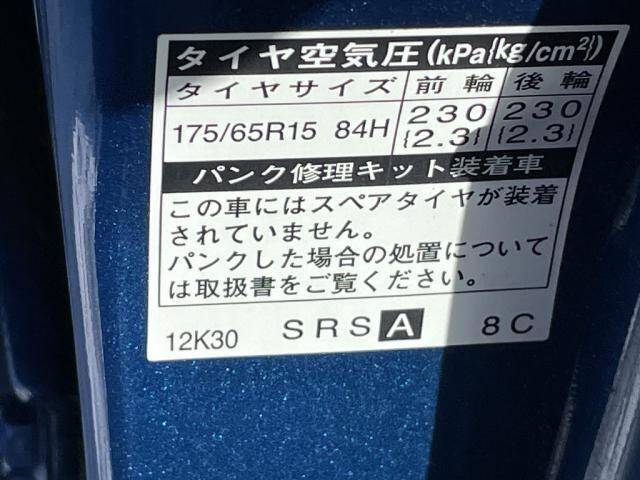 タイヤ空気圧(kPa{kg/cm²})
タイヤサイズ 前輪 後輪
175/65R15 84H 230 230
{2.3} {2.3}
パンク修理キット装着車
この車にはスペアタイヤが装着
されていません。
パンクした場合の処置について
は取扱書をご覧ください。
12K30 SRS A 8C